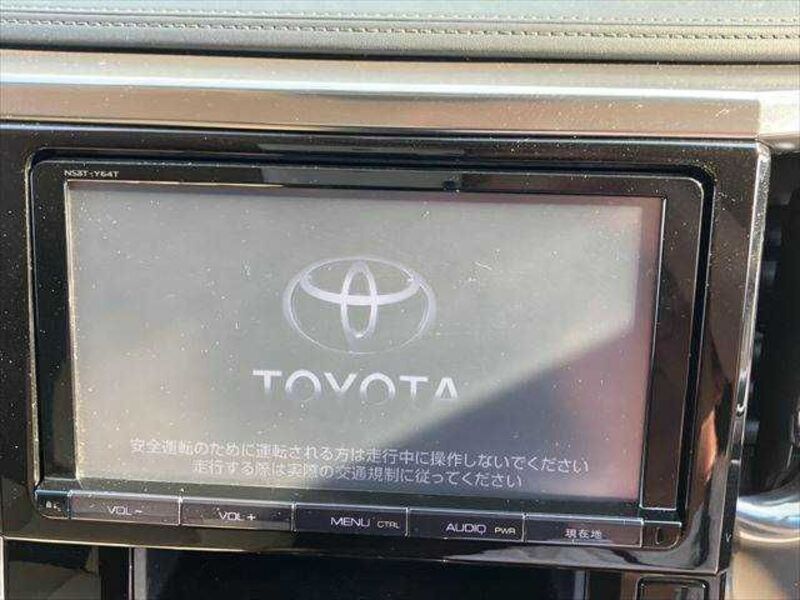 NSZT-Y64T
TOYOTA
安全運転のために運転される方は走行中に操作しないでください
走行する際は実際の交通規制に従ってください
VOL－
VOL＋
MENU CTRL
AUDIO PWR
現在地